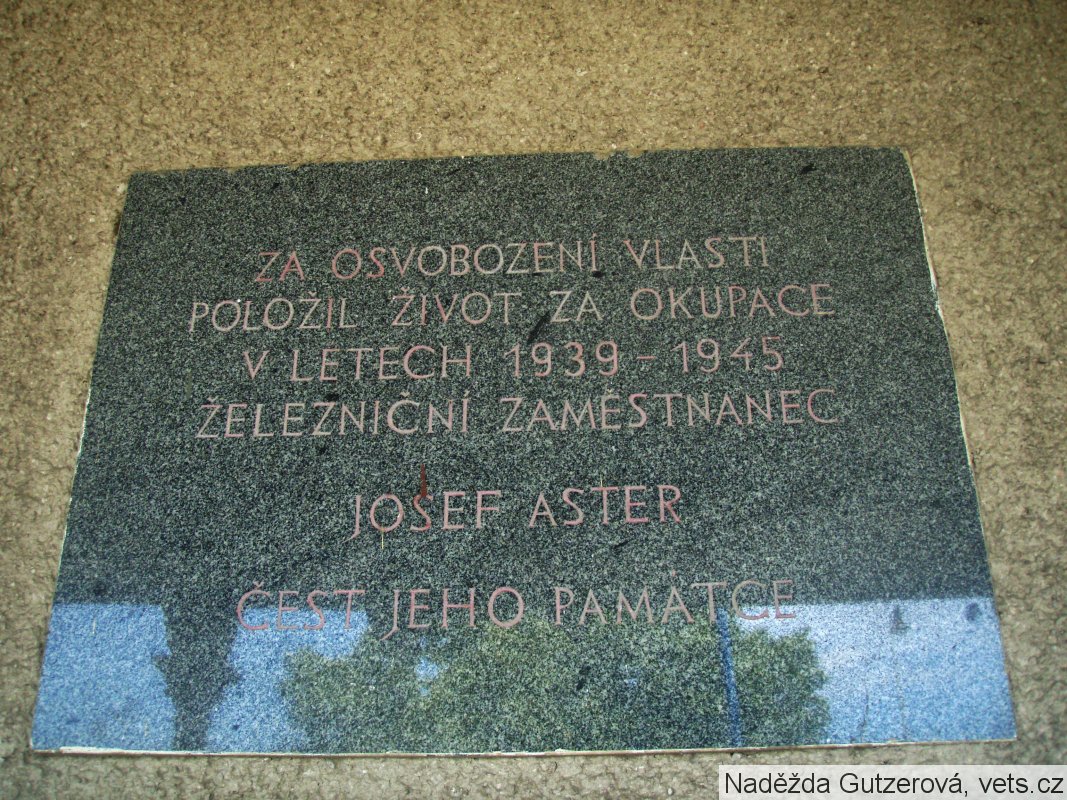 ZA OSVOBOZENÍ VLASTI
POLOŽIL ŽIVOT ZA OKUPACE
V LETECH 1939 – 1945
ŽELEZNIČNÍ ZAMĚSTNANEC
JOSEF ASTER
ČEST JEHO PAMÁTCE
Naděžda Gutzerová, vets.cz